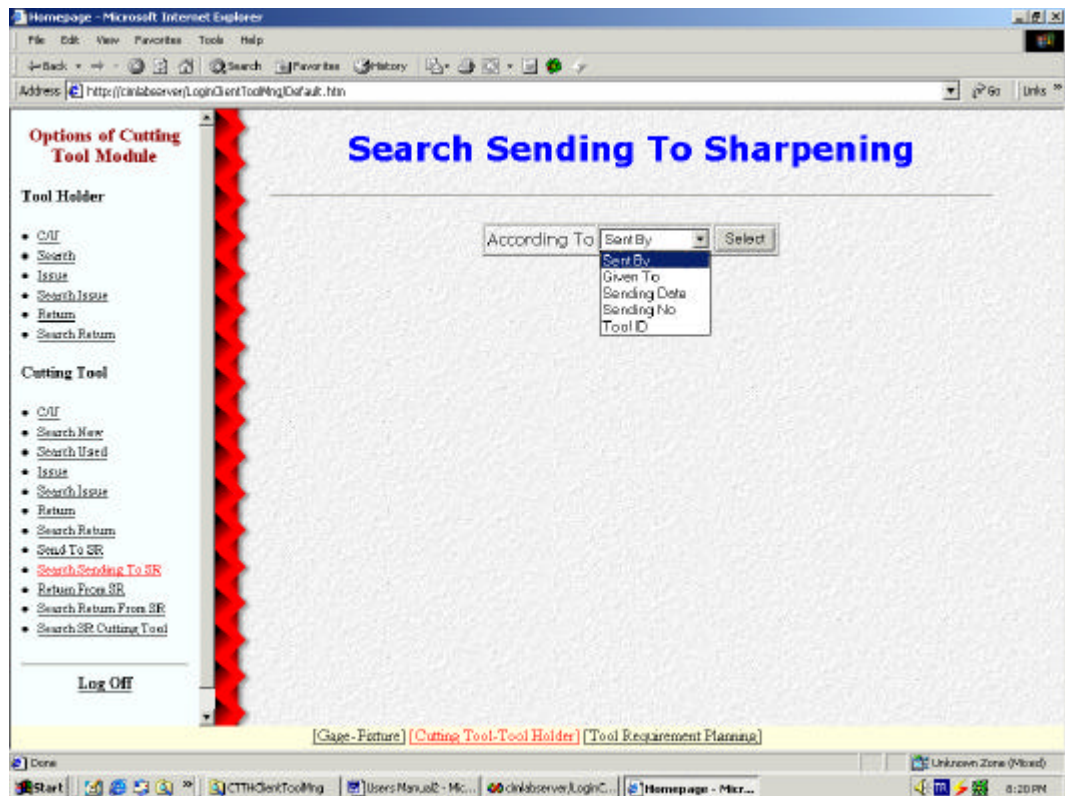 Homepage - Microsoft Internet Explorer
File Edit View Favorites Tools Help
Back Search Favorites History
Address http://cimlabserver/LoginClientToolMng/Default.htm Go Links »
Options of Cutting
Tool Module
Tool Holder
C/U
Search
Issue
Search Issue
Return
Search Return
Cutting Tool
C/U
Search New
Search Used
Issue
Search Issue
Return
Search Return
Send To SR
Search Sending To SR
Return From SR
Search Return From SR
Search SR Cutting Tool
Log Off
Search Sending To Sharpening
According To Sent By Select
Sent By
Given To
Sending Date
Sending No
Tool ID
[Gage-Fixture] [Cutting Tool-Tool Holder] [Tool Requirement Planning]
Done Unknown Zone (Mixed)
Start » CTTHClientToolMng Users Manual2 - Mic... cimlabserver/LoginC... Homepage - Micr... 8:20 PM